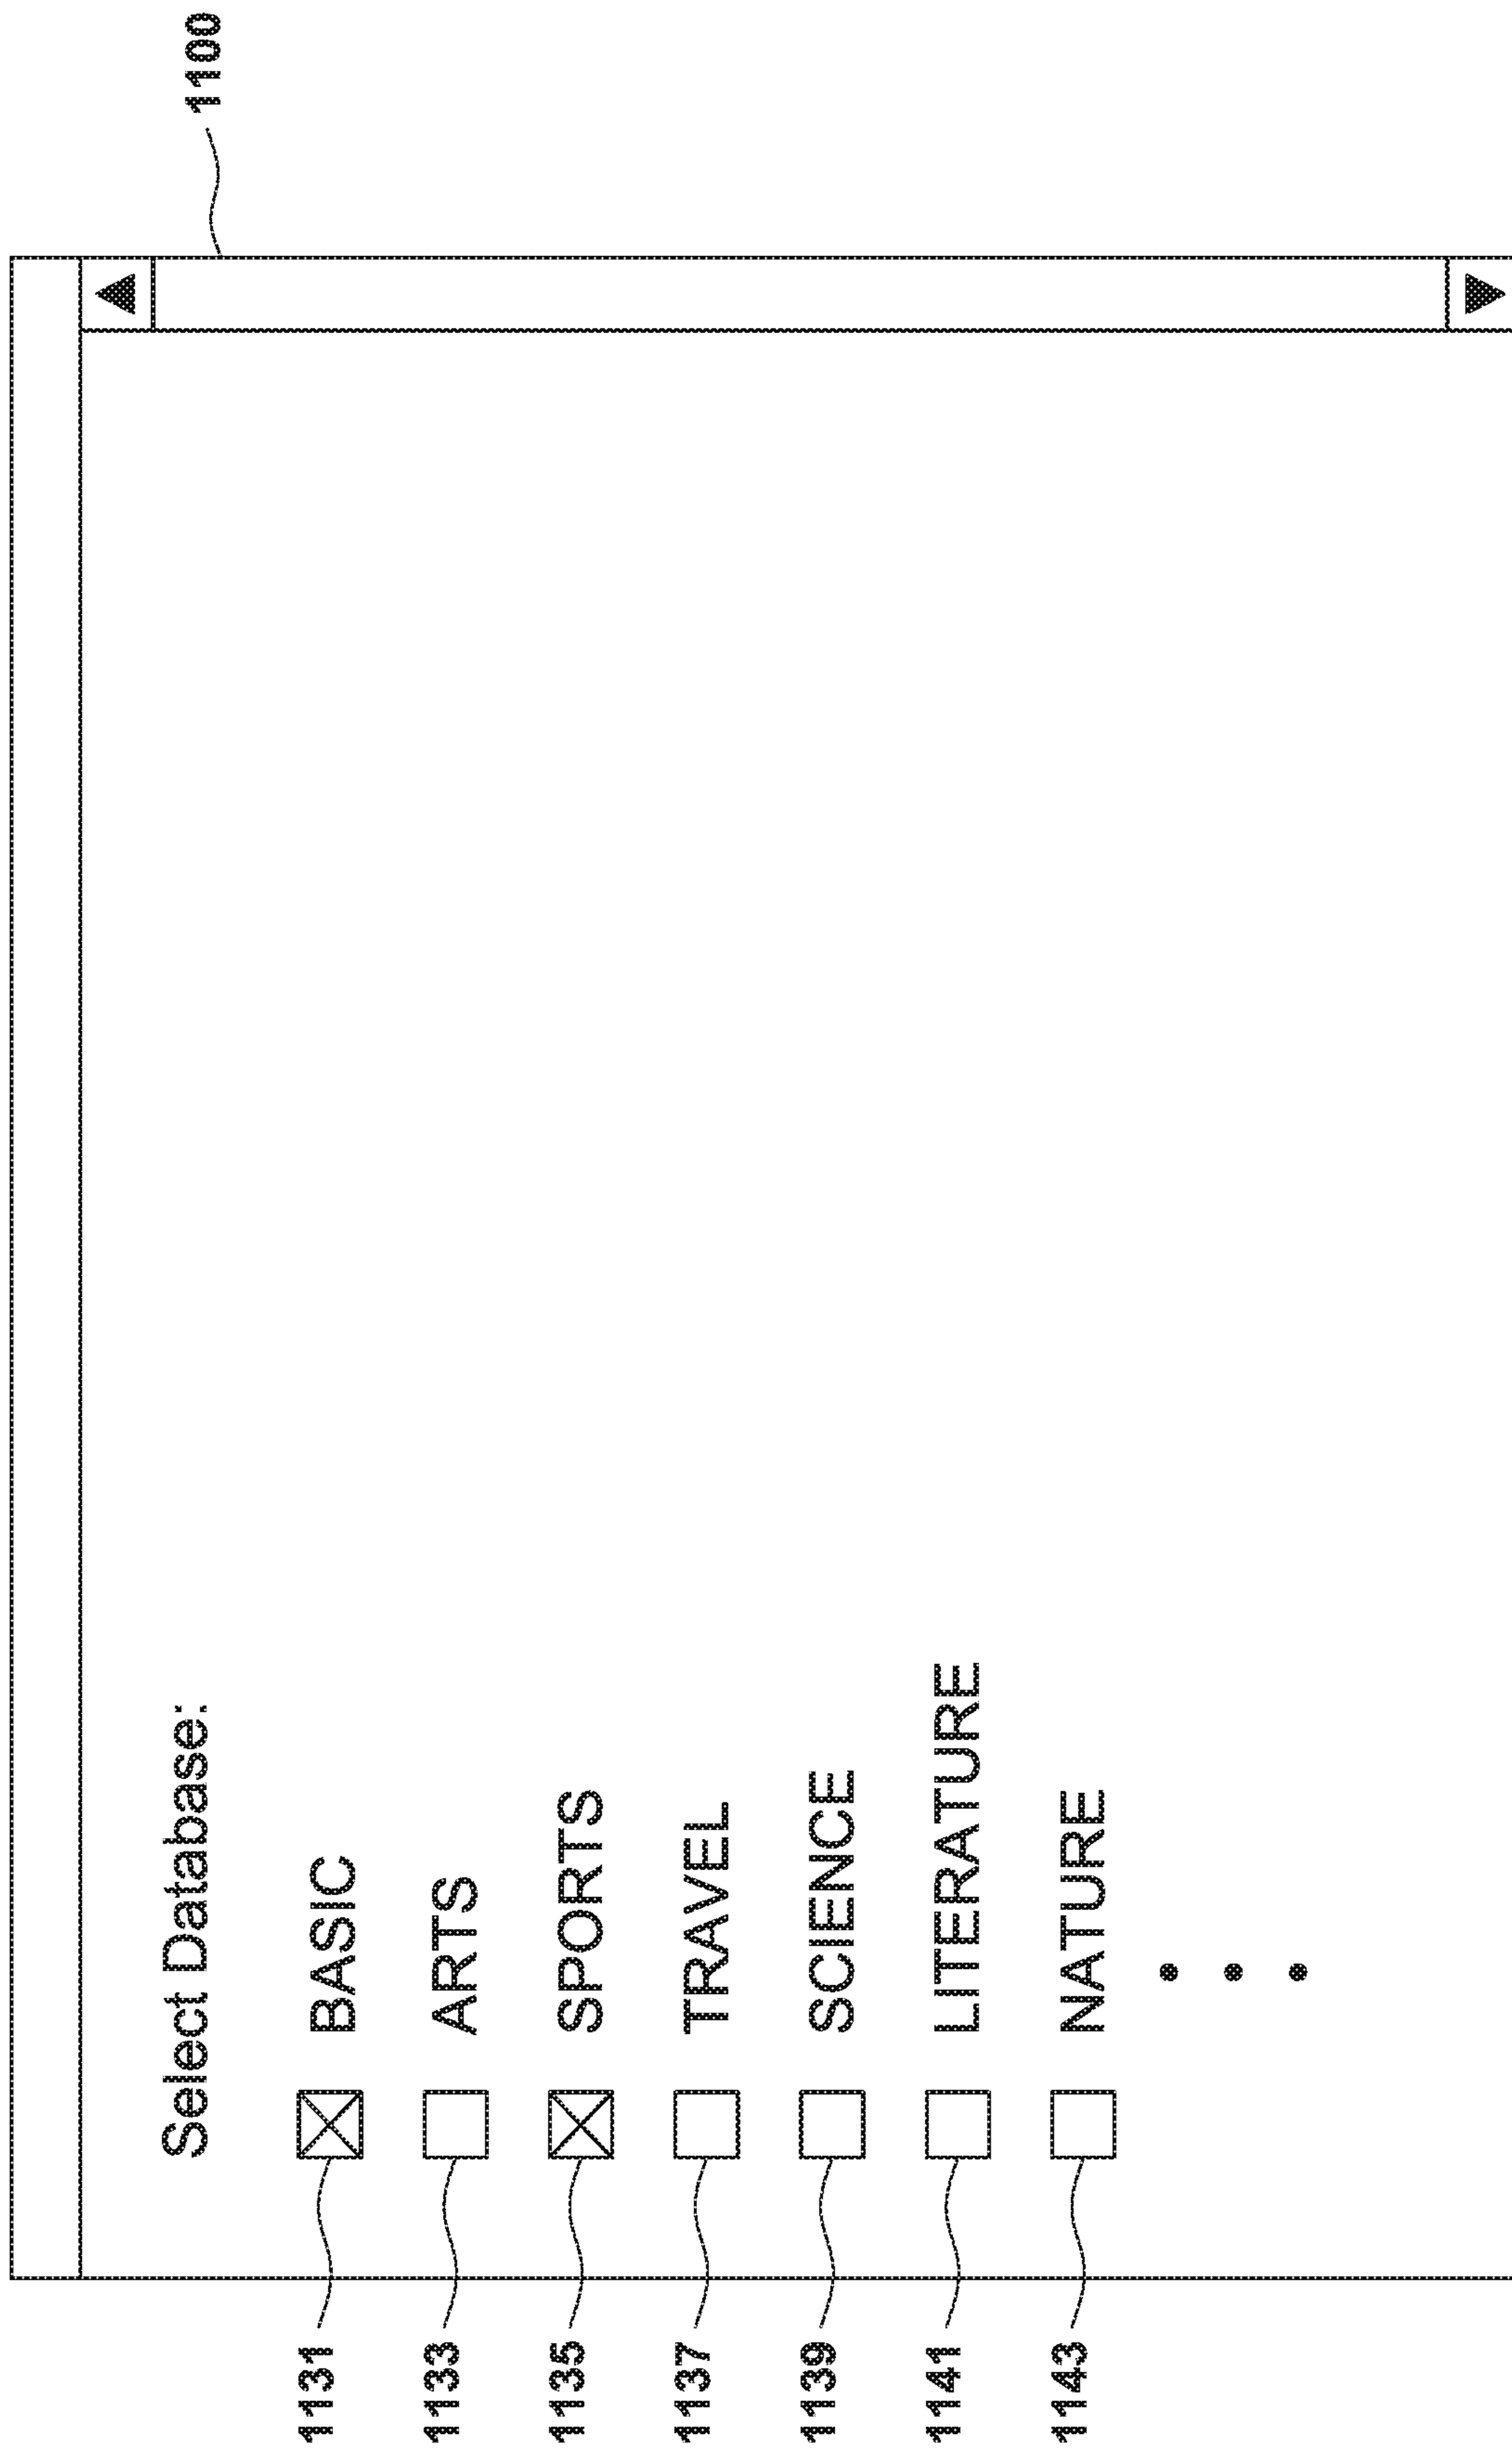 1100
Select Database:
1131 BASIC
1133 ARTS
1135 SPORTS
1137 TRAVEL
1139 SCIENCE
1141 LITERATURE
1143 NATURE